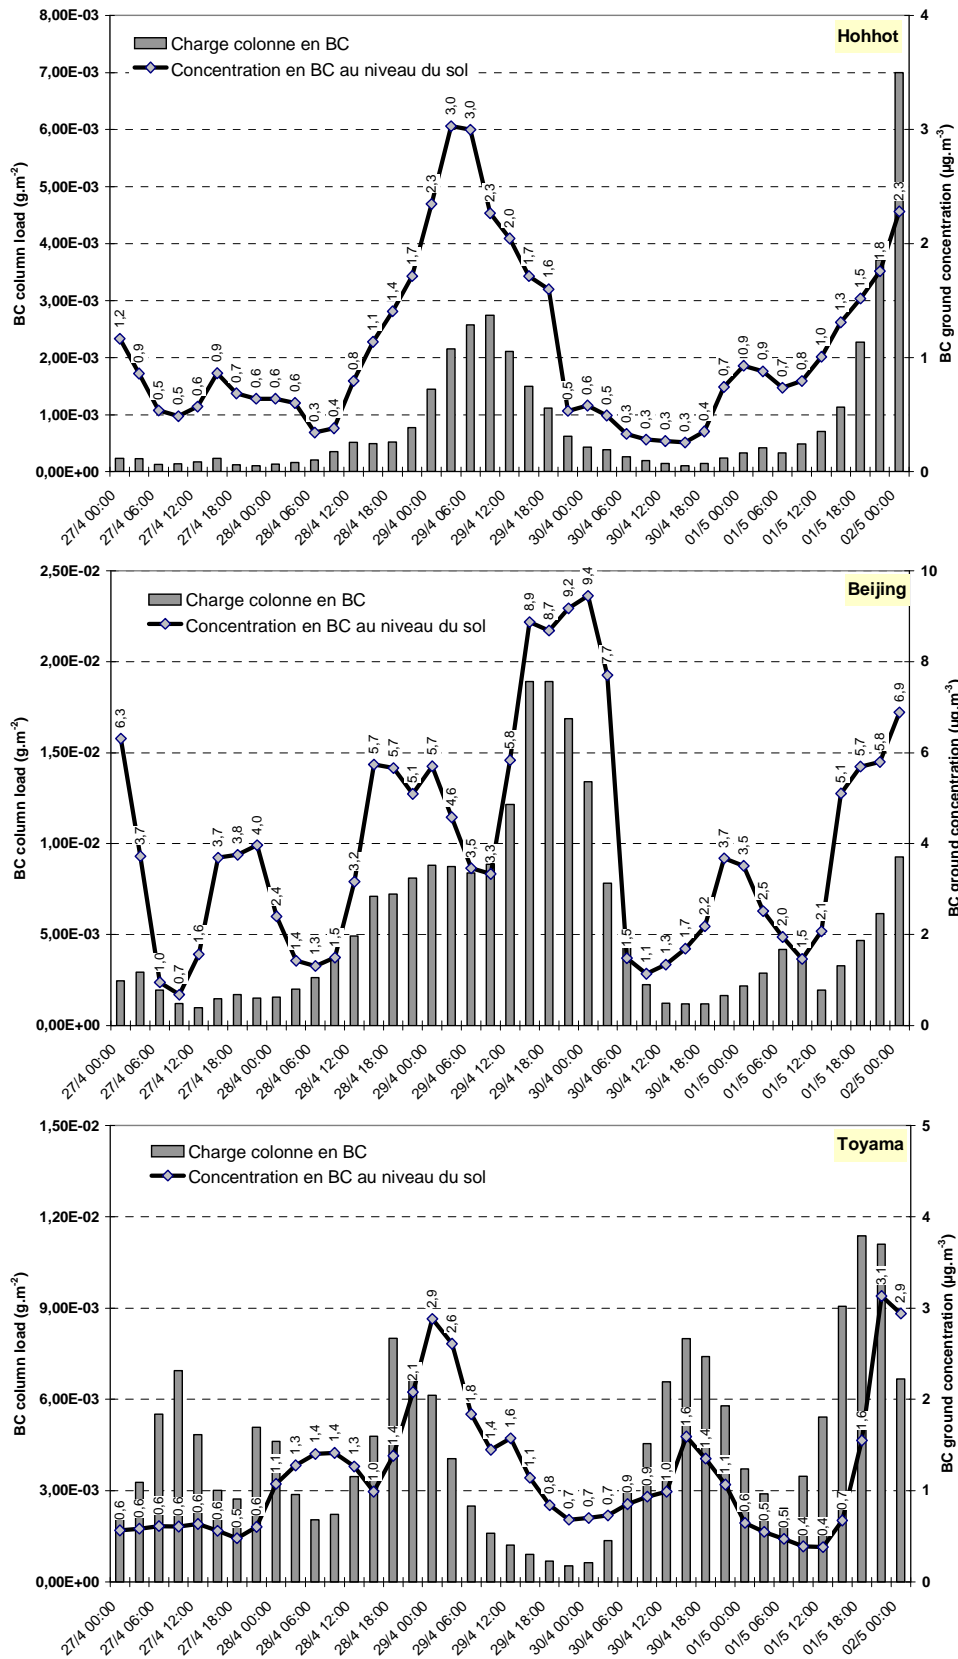 Hohhot
Charge colonne en BC
Concentration en BC au niveau du sol
BC column load (g.m-2)
BC ground concentration (µg.m-3)
8,00E-03
7,00E-03
6,00E-03
5,00E-03
4,00E-03
3,00E-03
2,00E-03
1,00E-03
0,00E+00
4
3
2
1
0
1,2 0,9 0,5 0,5 0,6 0,9 0,7 0,6 0,6 0,6 0,3 0,4 0,8 1,1 1,4 1,7 2,3 3,0 3,0 2,3 2,0 1,7 1,6 0,5 0,6 0,5 0,3 0,3 0,3 0,3 0,4 0,7 0,9 0,9 0,7 0,8 1,0 1,3 1,5 1,8 2,3
27/4 00:00 27/4 06:00 27/4 12:00 27/4 18:00 28/4 00:00 28/4 06:00 28/4 12:00 28/4 18:00 29/4 00:00 29/4 06:00 29/4 12:00 29/4 18:00 30/4 00:00 30/4 06:00 30/4 12:00 30/4 18:00 01/5 00:00 01/5 06:00 01/5 12:00 01/5 18:00 02/5 00:00
Beijing
Charge colonne en BC
Concentration en BC au niveau du sol
BC column load (g.m-2)
BC ground concentration (µg.m-3)
2,50E-02
2,00E-02
1,50E-02
1,00E-02
5,00E-03
0,00E+00
10
8
6
4
2
0
6,3 3,7 1,0 0,7 1,6 3,7 3,8 4,0 2,4 1,4 1,3 1,5 3,2 5,7 5,7 5,1 5,7 4,6 3,5 3,3 5,8 8,9 8,7 9,2 9,4 7,7 1,5 1,1 1,3 1,7 2,2 3,7 3,5 2,5 2,0 1,5 2,1 5,1 5,7 5,8 6,9
27/4 00:00 27/4 06:00 27/4 12:00 27/4 18:00 28/4 00:00 28/4 06:00 28/4 12:00 28/4 18:00 29/4 00:00 29/4 06:00 29/4 12:00 29/4 18:00 30/4 00:00 30/4 06:00 30/4 12:00 30/4 18:00 01/5 00:00 01/5 06:00 01/5 12:00 01/5 18:00 02/5 00:00
Toyama
Charge colonne en BC
Concentration en BC au niveau du sol
BC column load (g.m-2)
BC ground concentration (µg.m-3)
1,50E-02
1,20E-02
9,00E-03
6,00E-03
3,00E-03
0,00E+00
5
4
3
2
1
0
0,6 0,6 0,6 0,6 0,6 0,6 0,5 0,6 1,1 1,3 1,4 1,4 1,3 1,0 1,4 2,1 2,9 2,6 1,8 1,4 1,6 1,1 0,8 0,7 0,7 0,7 0,9 0,9 1,0 1,6 1,4 1,1 0,6 0,5 0,5 0,4 0,4 0,7 1,6 3,1 2,9
27/4 00:00 27/4 06:00 27/4 12:00 27/4 18:00 28/4 00:00 28/4 06:00 28/4 12:00 28/4 18:00 29/4 00:00 29/4 06:00 29/4 12:00 29/4 18:00 30/4 00:00 30/4 06:00 30/4 12:00 30/4 18:00 01/5 00:00 01/5 06:00 01/5 12:00 01/5 18:00 02/5 00:00